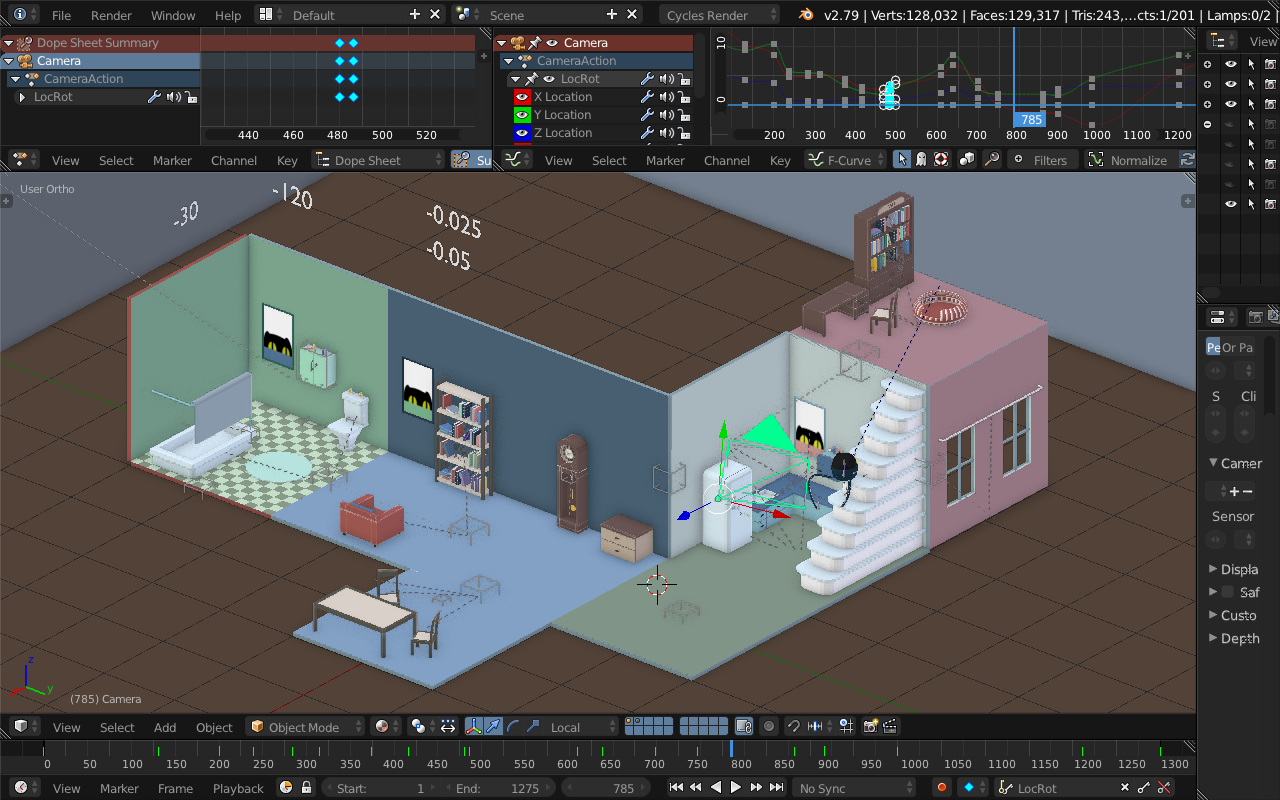 File Render Window Help Default Scene Cycles Render v2.79 | Verts:128,032 | Faces:129,317 | Tris:243,...cts:1/201 | Lamps:0/2
Dope Sheet Summary
Camera
CameraAction
LocRot
440 460 480 500 520
View Select Marker Channel Key Dope Sheet Su
Camera
CameraAction
LocRot
X Location
Y Location
Z Location
10
0
785
200 300 400 500 600 700 800 900 1000 1100 1200
View Select Marker Channel Key F-Curve Filters Normalize
View
User Ortho
-30
-120
-0.025
-0.05
Pe Or Pa
S Cli
Camer
Sensor
Displa
Saf
Custo
Depth
z
y
(785) Camera
View Select Add Object Object Mode Local
0 50 100 150 200 250 300 350 400 450 500 550 600 650 700 750 800 850 900 950 1000 1050 1100 1150 1200 1250 1300
View Marker Frame Playback Start: 1 End: 1275 785 No Sync LocRot